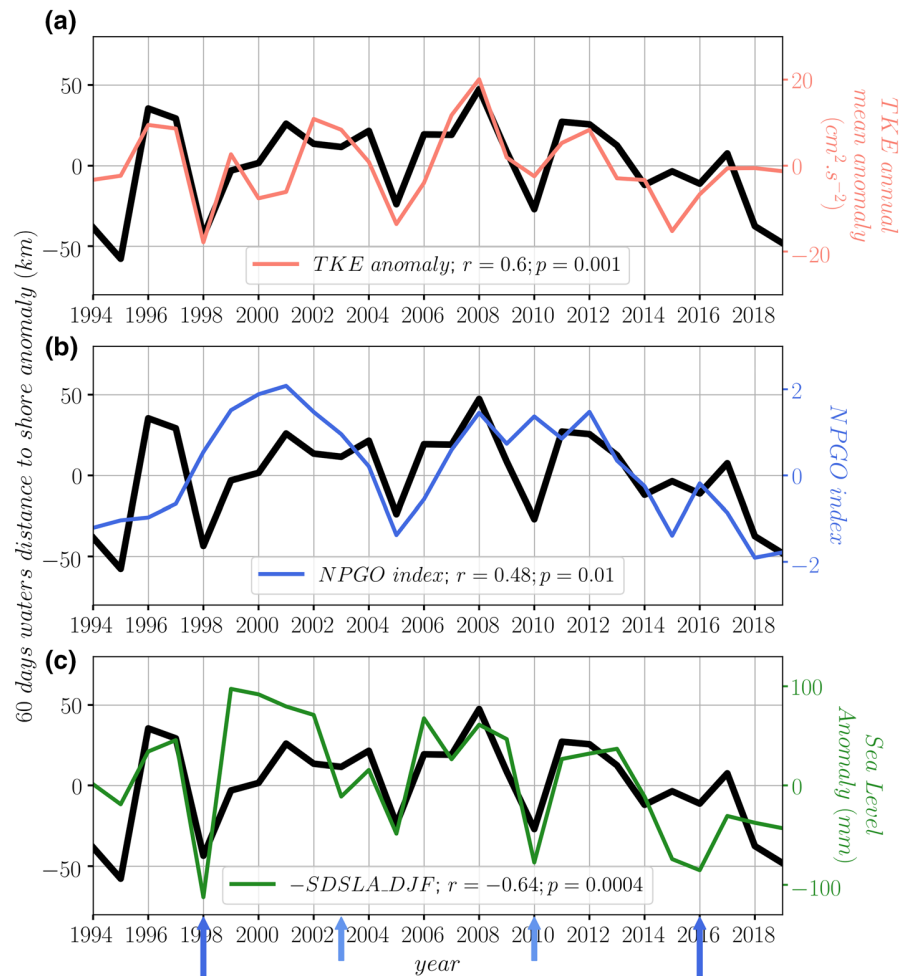 (a)
60 days waters distance to shore anomaly (km)
50
0
−50
20
0
−20
TKE annual
mean anomaly
(cm².s⁻²)
TKE anomaly; r = 0.6; p = 0.001
1994 1996 1998 2000 2002 2004 2006 2008 2010 2012 2014 2016 2018
(b)
50
0
−50
2
0
−2
NPGO index
NPGO index; r = 0.48; p = 0.01
1994 1996 1998 2000 2002 2004 2006 2008 2010 2012 2014 2016 2018
(c)
50
0
−50
100
0
−100
Sea Level
Anomaly (mm)
−SDSLA_DJF; r = −0.64; p = 0.0004
1994 1996 1998 2000 2002 2004 2006 2008 2010 2012 2014 2016 2018
year